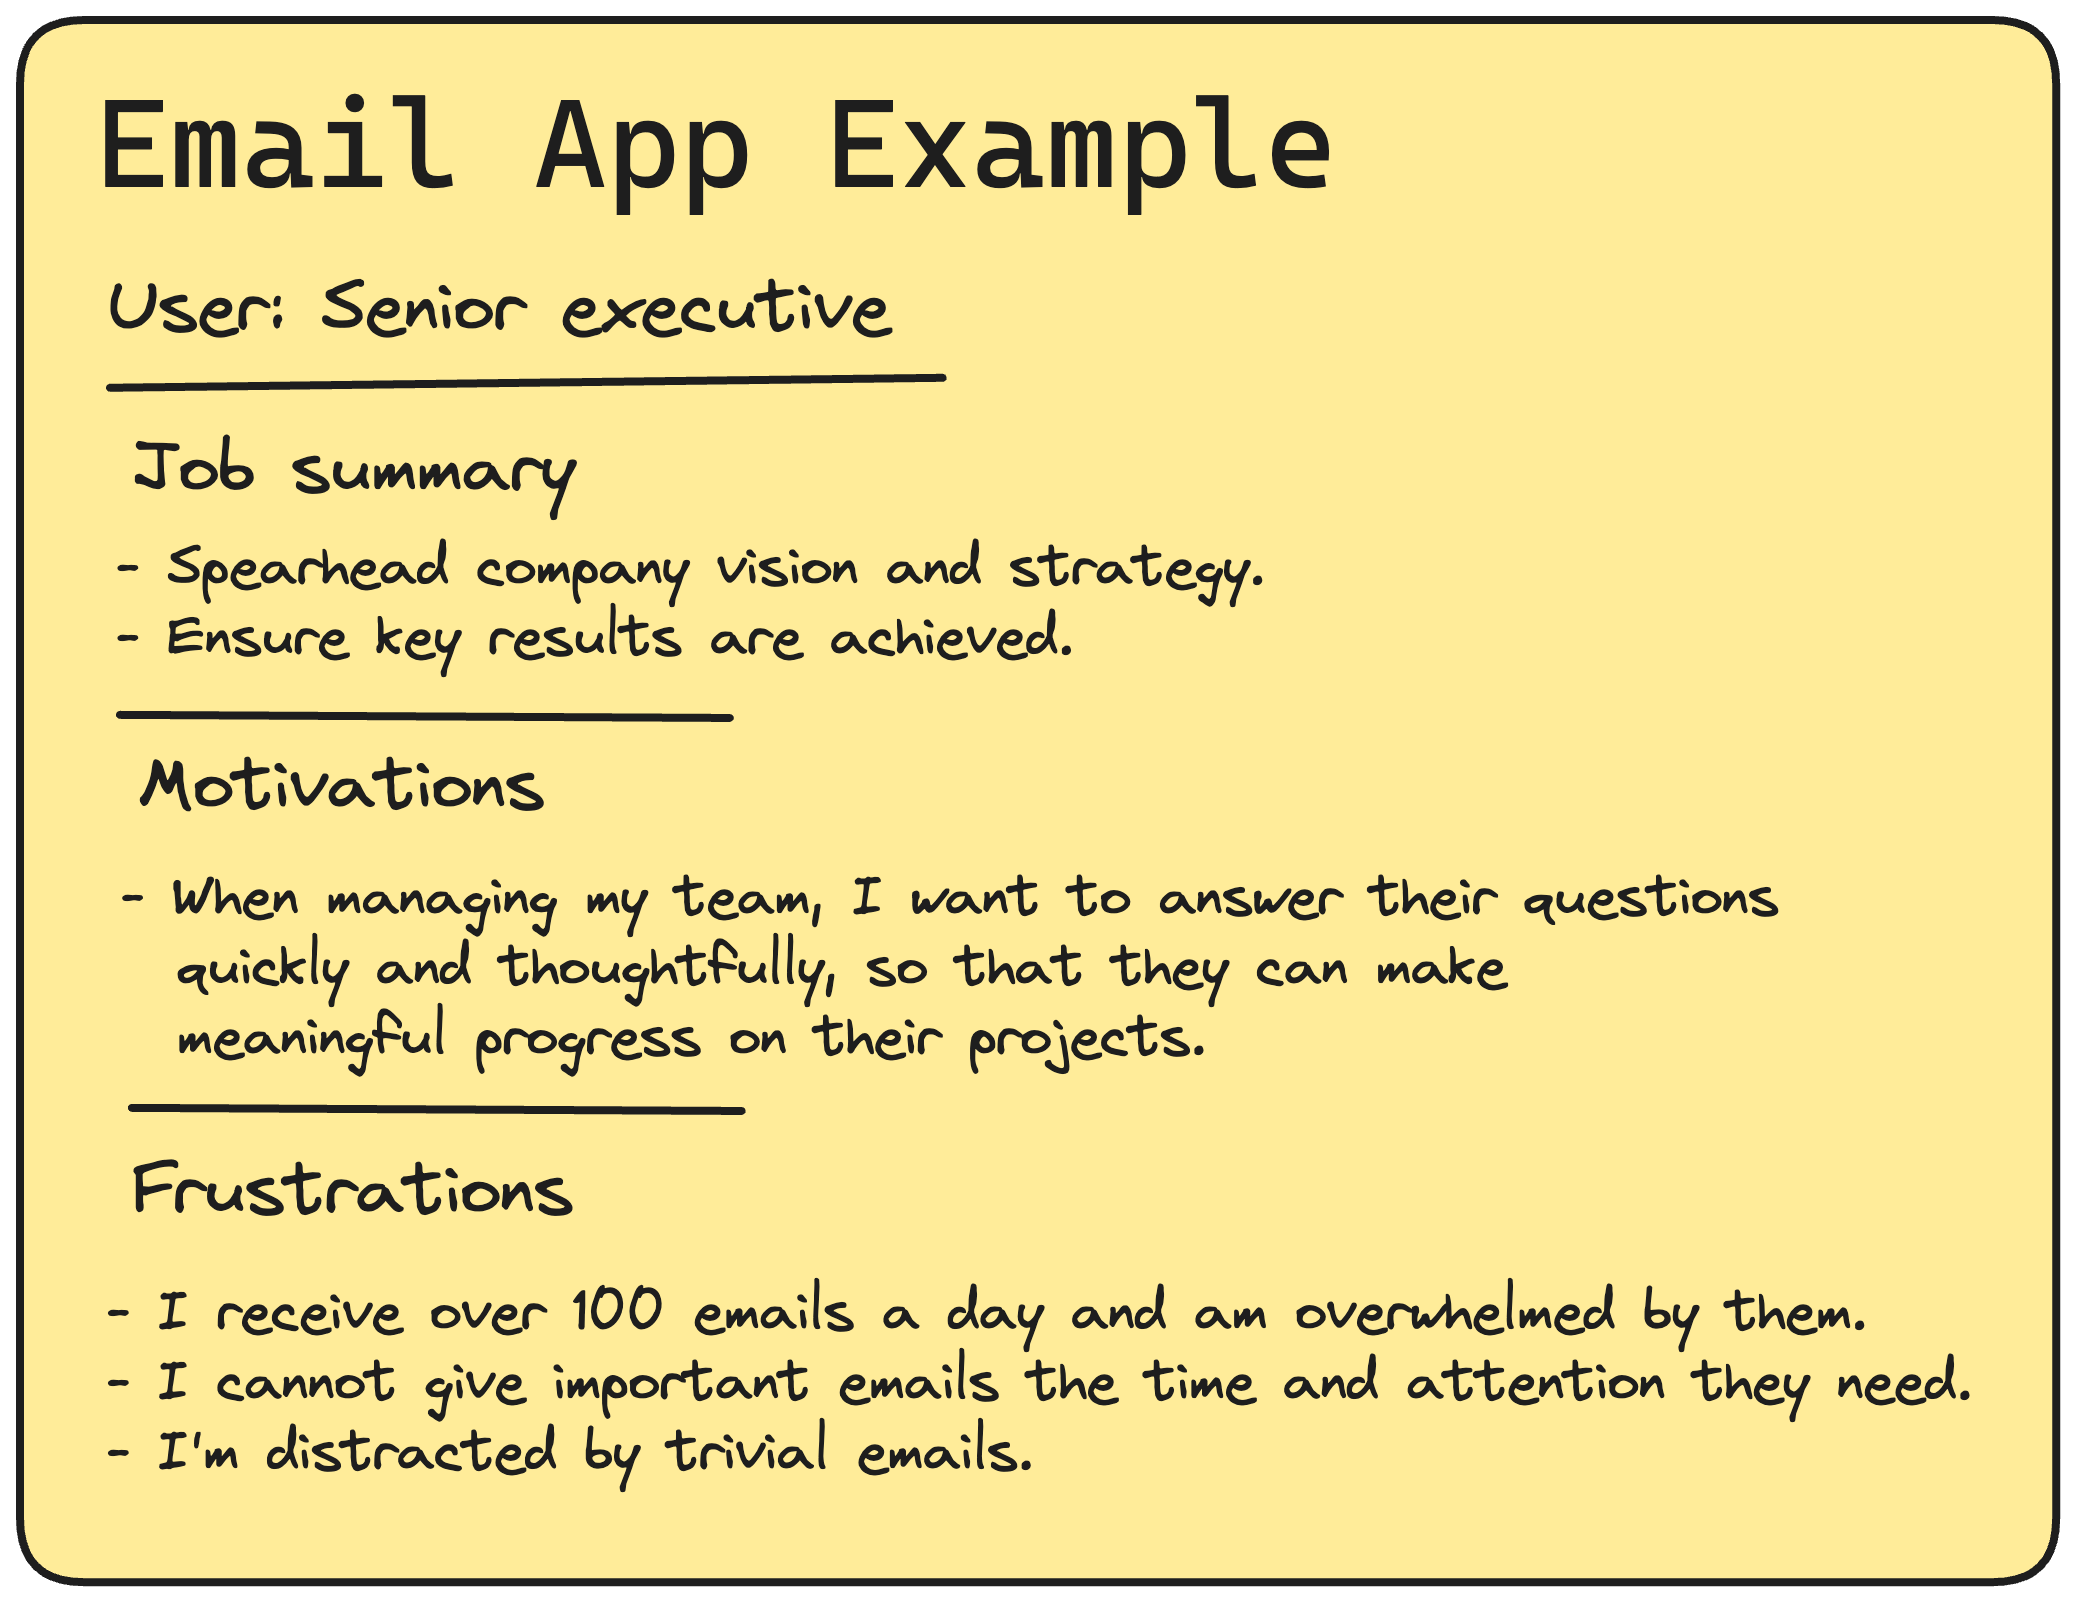 Email App Example
User: Senior executive
Job summary
- Spearhead company vision and strategy.
- Ensure key results are achieved.
Motivations
- When managing my team, I want to answer their questions
quickly and thoughtfully, so that they can make
meaningful progress on their projects.
Frustrations
- I receive over 100 emails a day and am overwhelmed by them.
- I cannot give important emails the time and attention they need.
- I'm distracted by trivial emails.